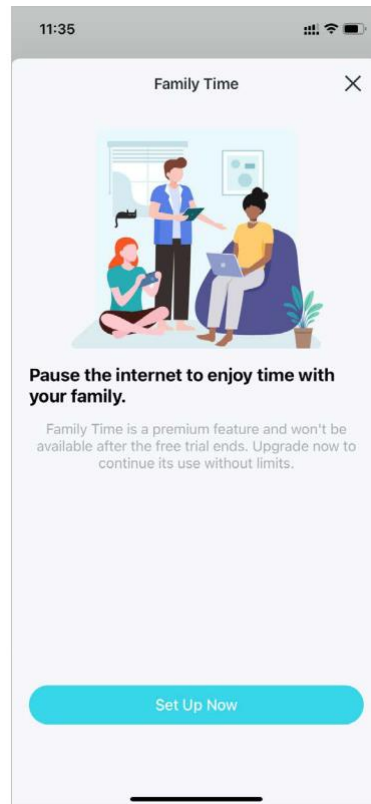 11:35
Family Time
Pause the internet to enjoy time with
your family.
Family Time is a premium feature and won't be
available after the free trial ends. Upgrade now to
continue its use without limits.
Set Up Now